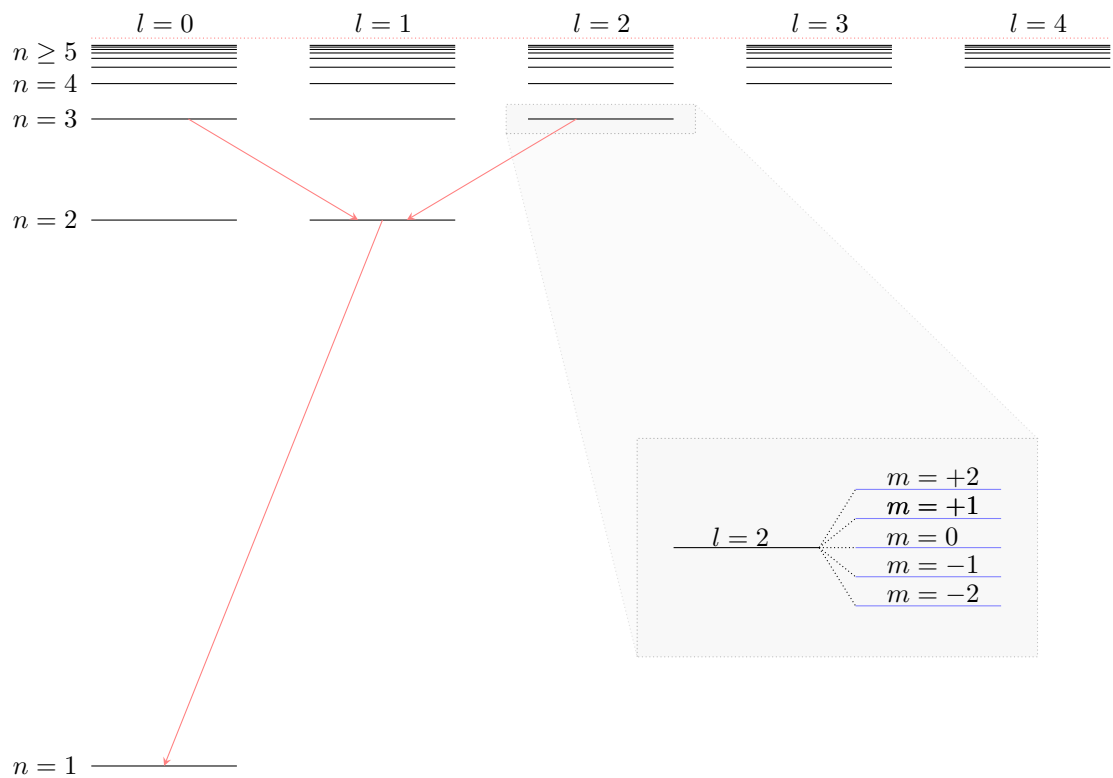 l = 0 l = 1 l = 2 l = 3 l = 4
n ≥ 5
n = 4
n = 3
n = 2
m = +2
m = +1
l = 2 m = 0
m = −1
m = −2
n = 1